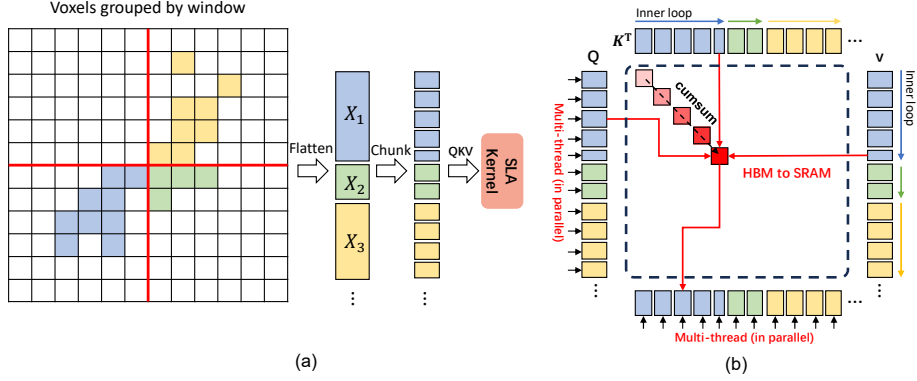 Voxels grouped by window
X₁
X₂
X₃
⋮
Flatten
Chunk
⋮
QKV
SLA
Kernel
(a)
Inner loop
Kᵀ
...
Q
V
Inner loop
cumsum
HBM to SRAM
Multi-thread (in parallel)
⋮
⋮
...
Multi-thread (in parallel)
(b)